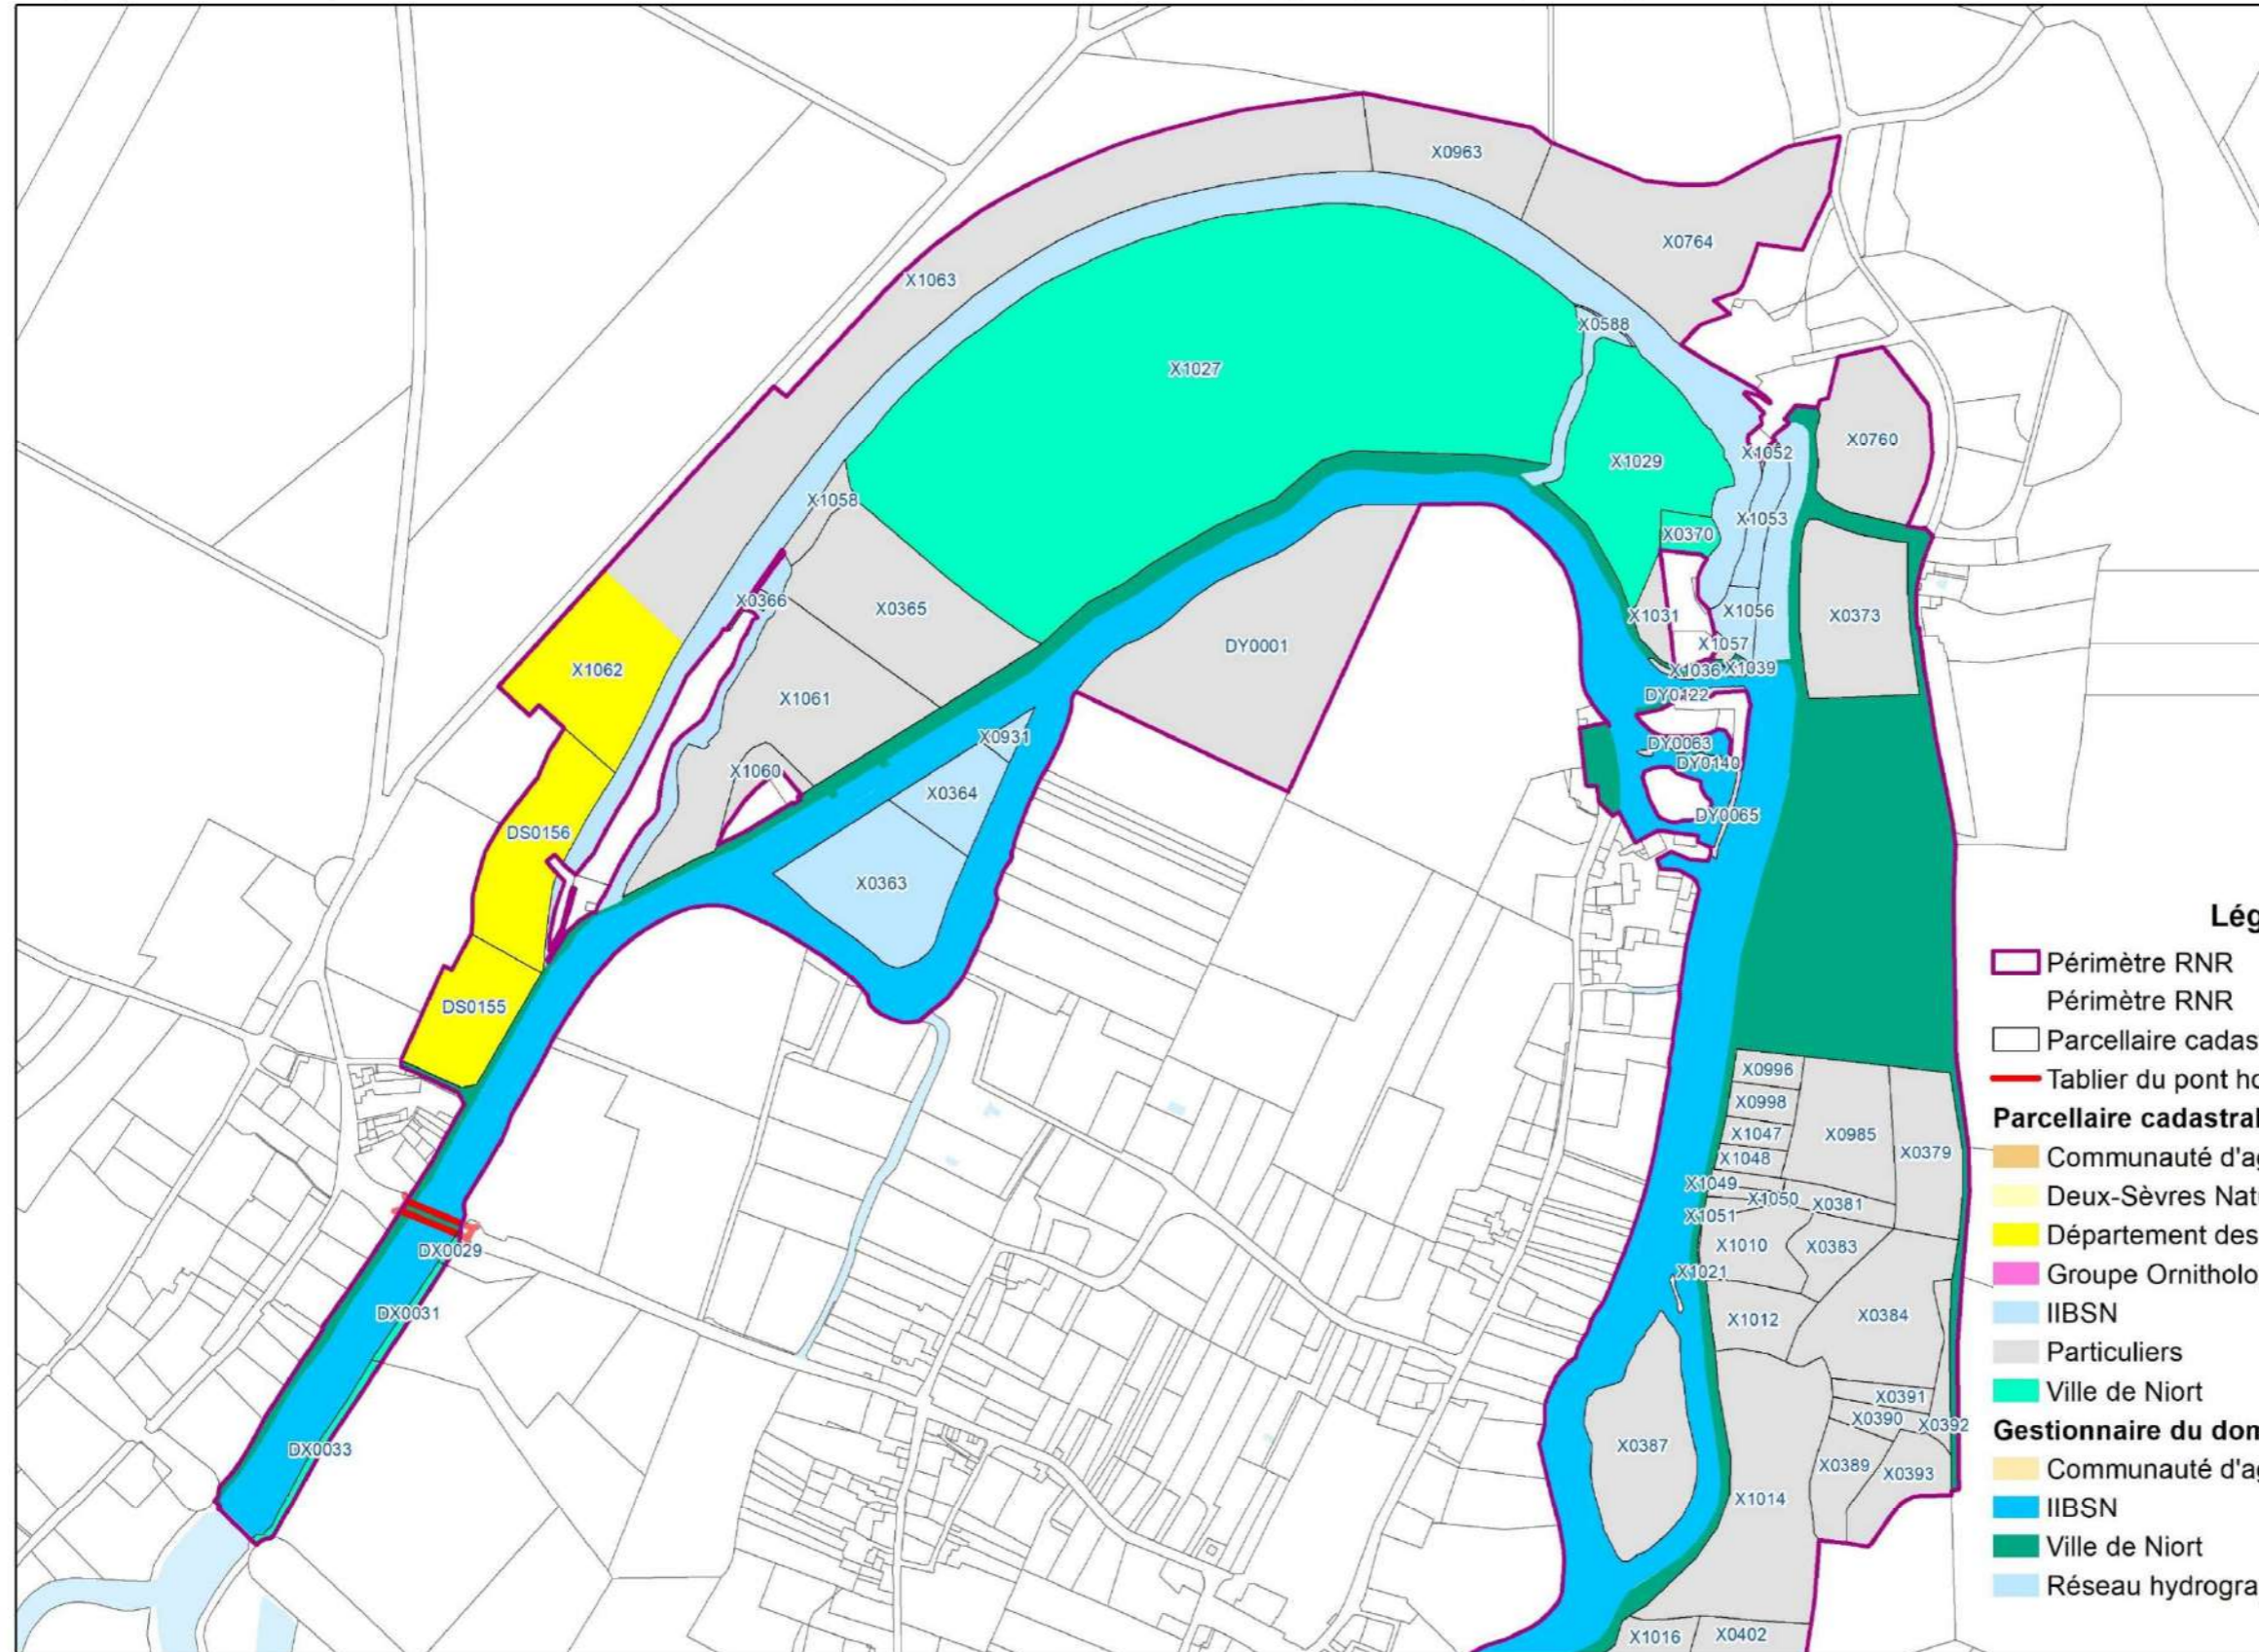 X0963
X0764
X1063
X0588
X1027
X0760
X1052
X1029
X1058
X1053
X0370
X0366
X0365
X1056
X1031
X0373
X1057
DY0001
X1062
X1036
X1039
X1061
DY0122
X0931
DY0063
DY0140
X1060
X0364
DY0065
DS0156
X0363
DS0155
X0996
X0998
X1047
X0985
X1048
X0379
X1049
X1050
X0381
X1051
X1010
X0383
DX0029
X1021
DX0031
X1012
X0384
X0391
X0390
X0392
X0387
DX0033
X0389
X0393
X1014
X1016
X0402
Lég
Périmètre RNR
Périmètre RNR
Parcellaire cadas
Tablier du pont ho
Parcellaire cadastral
Communauté d'ag
Deux-Sèvres Natu
Département des
Groupe Ornitholo
IIBSN
Particuliers
Ville de Niort
Gestionnaire du dom
Communauté d'ag
IIBSN
Ville de Niort
Réseau hydrogra